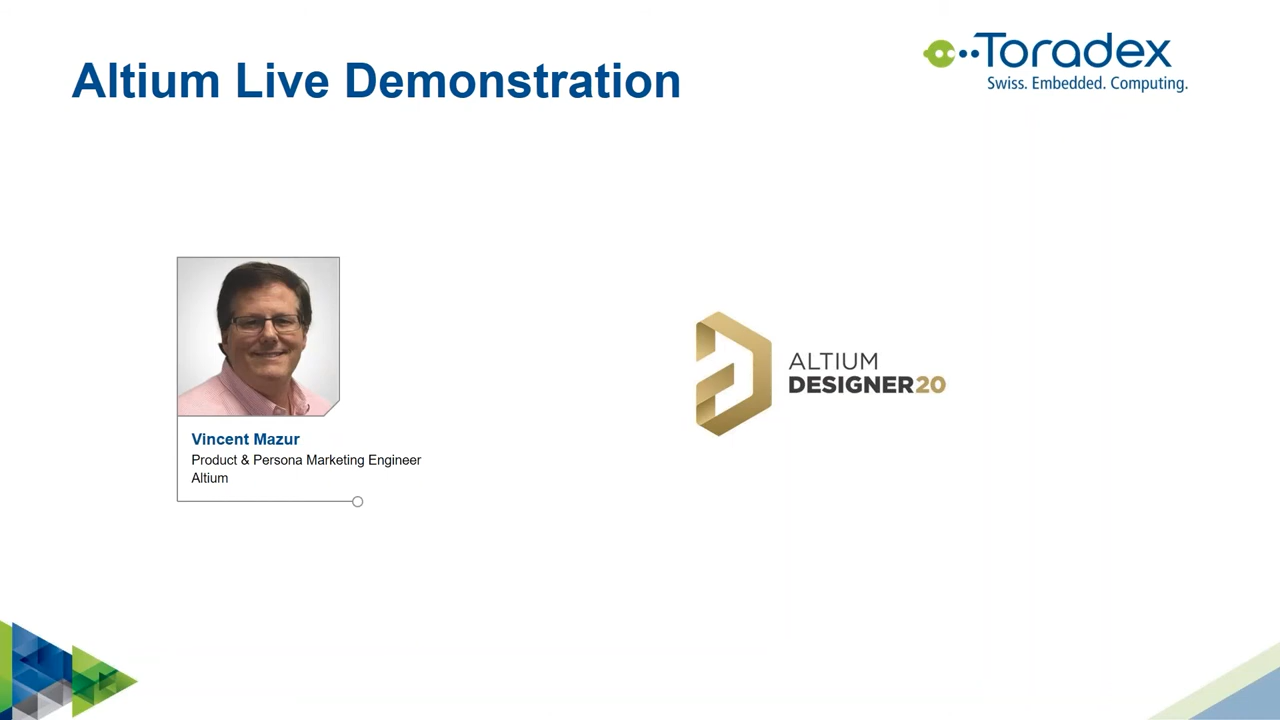 Altium Live Demonstration
Toradex
Swiss. Embedded. Computing.
ALTIUM
DESIGNER20
Vincent Mazur
Product & Persona Marketing Engineer
Altium